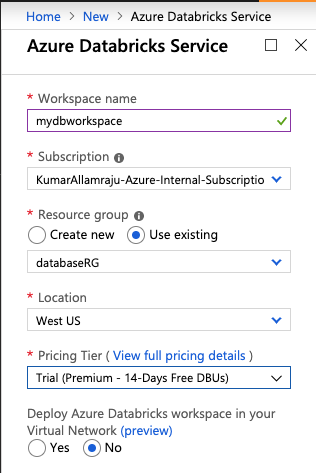 Home > New > Azure Databricks Service
Azure Databricks Service
* Workspace name
mydbworkspace
* Subscription
KumarAllamraju-Azure-Internal-Subscriptio
* Resource group
Create new Use existing
databaseRG
* Location
West US
* Pricing Tier ( View full pricing details )
Trial (Premium - 14-Days Free DBUs)
Deploy Azure Databricks workspace in your
Virtual Network (preview)
Yes No